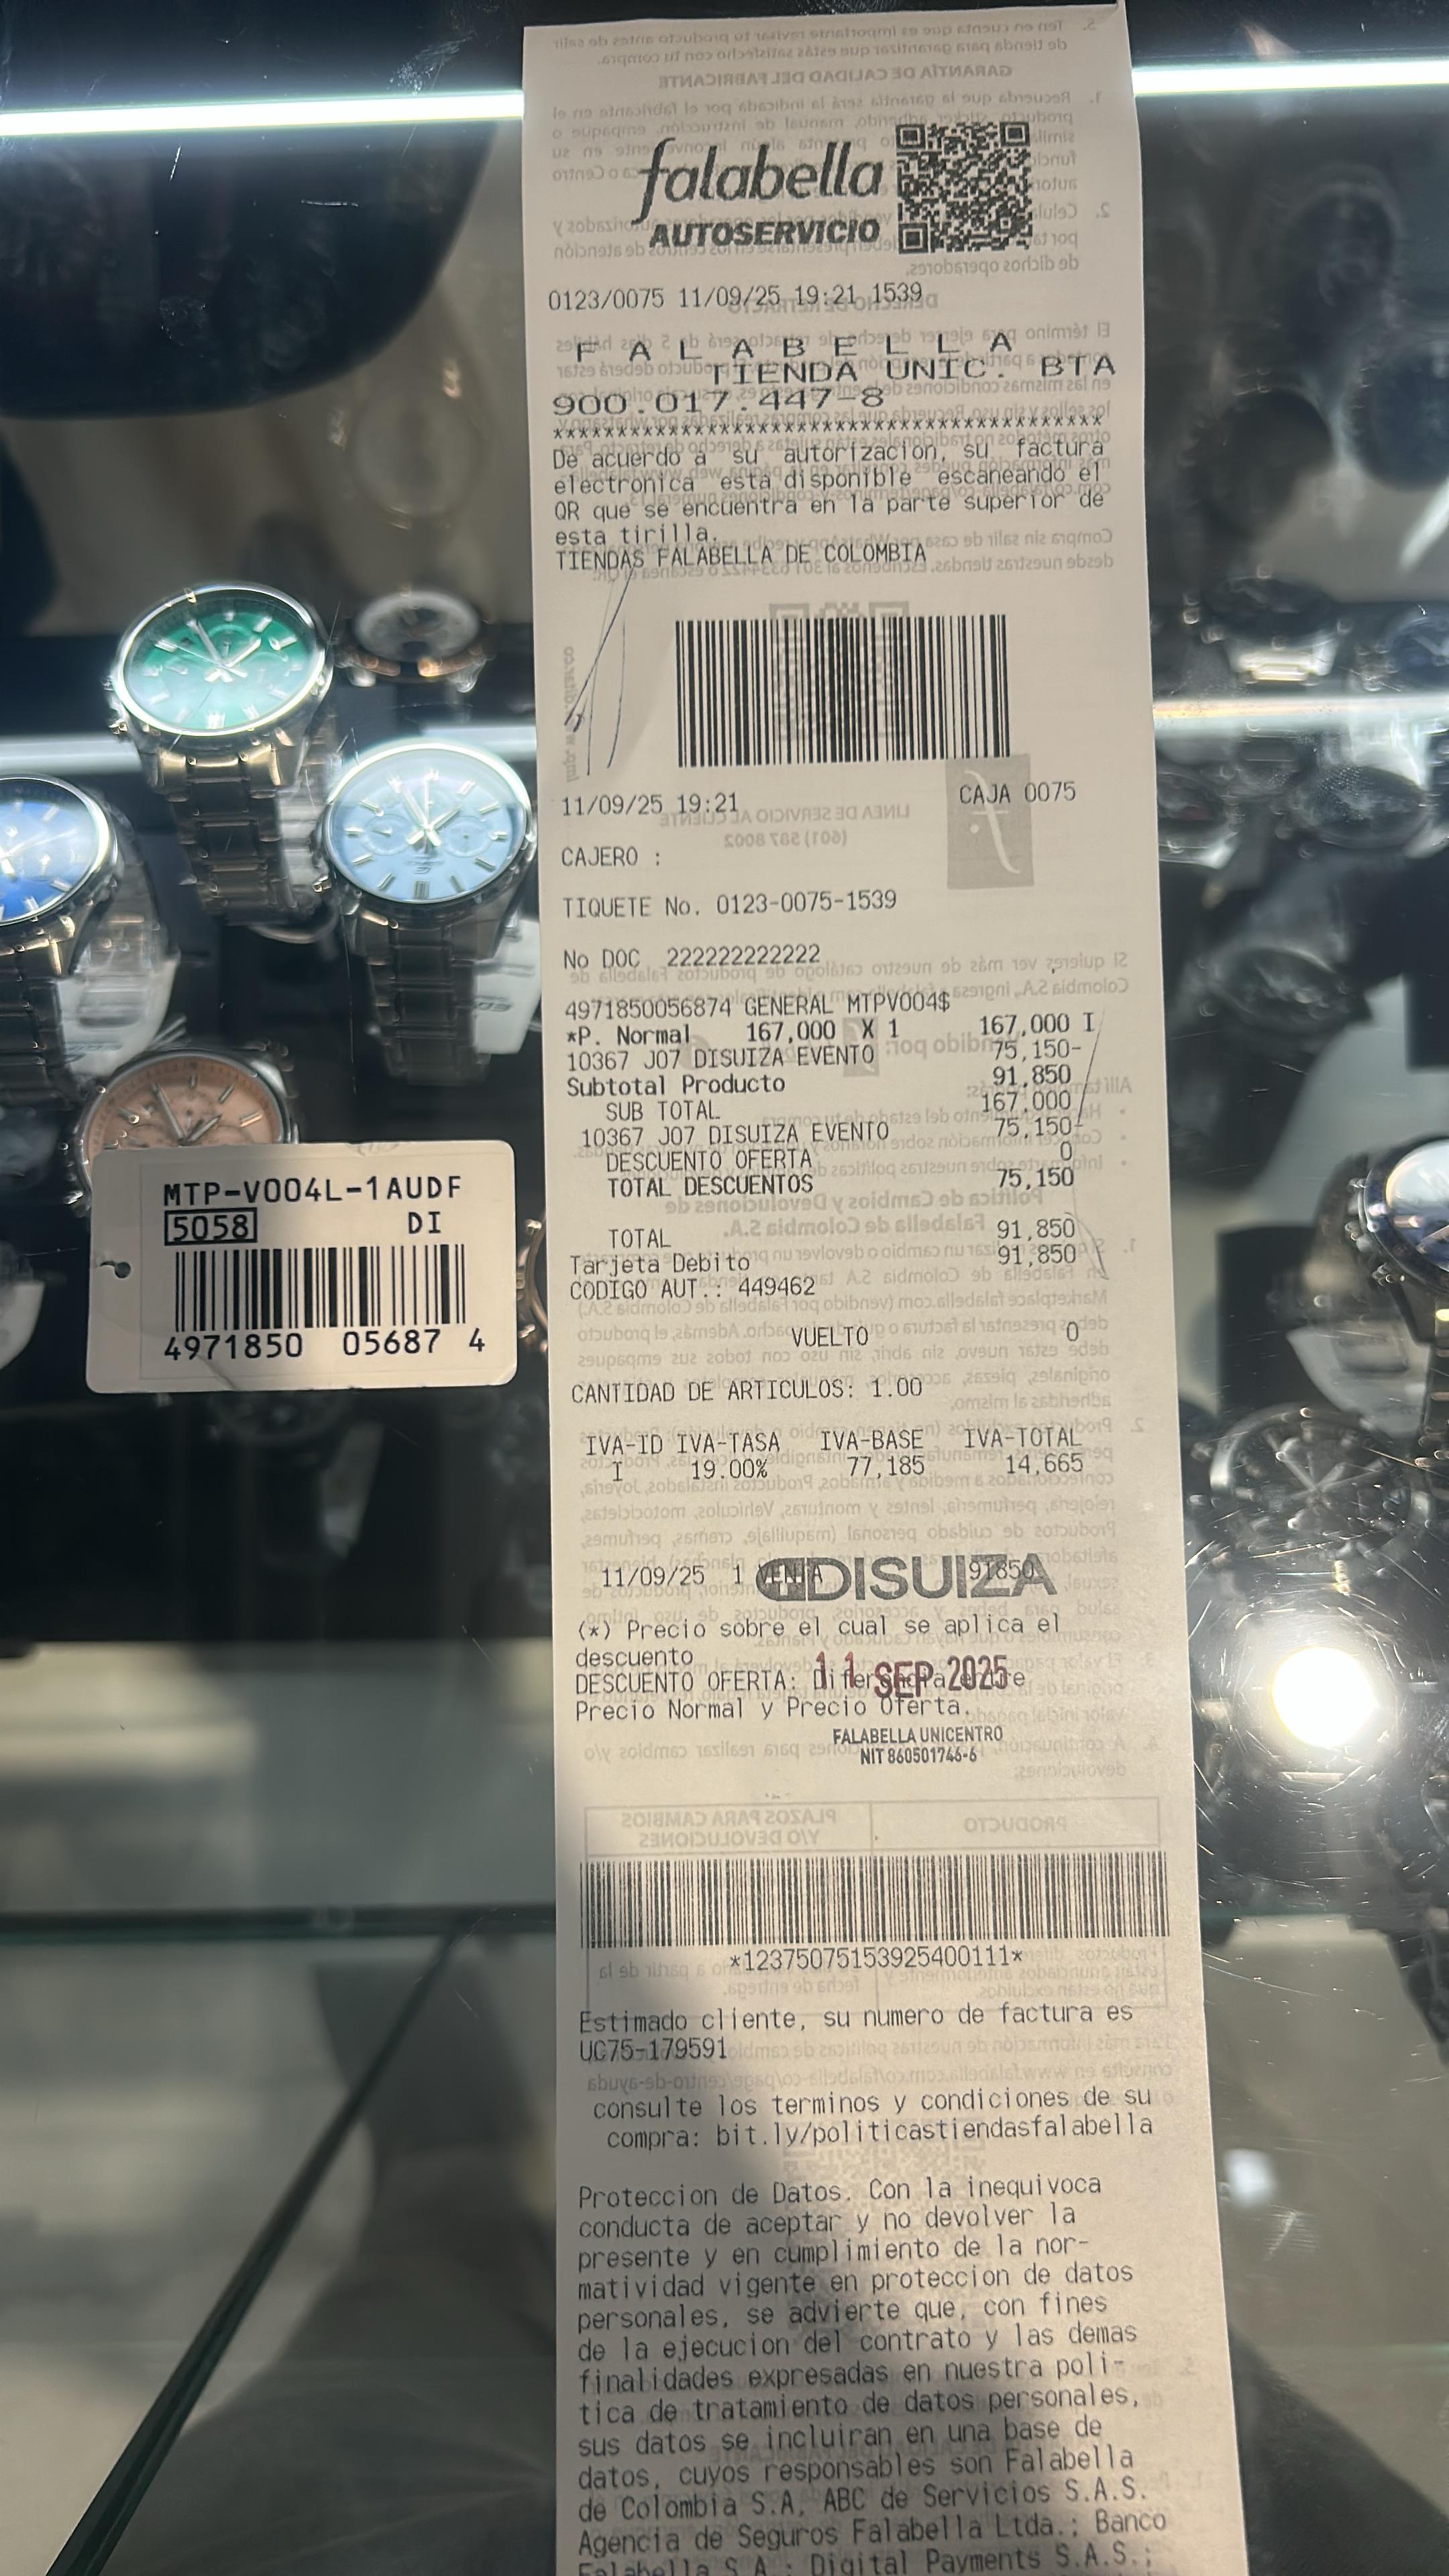 falabella
AUTOSERVICIO
0123/0075 11/09/25 19:21 1539
F A L A B E L L A
TIENDA UNIC. BTA
900.017.447-8
*******************************************
De acuerdo a su autorizacion, su factura
electronica esta disponible escaneando el
QR que se encuentra en la parte superior de
esta tirilla.
TIENDAS FALABELLA DE COLOMBIA
11/09/25 19:21 CAJA 0075
CAJERO :
TIQUETE No. 0123-0075-1539
No DOC 222222222222
4971850056874 GENERAL MTPV004$
*P. Normal 167,000 X 1 167,000 I
10367 J07 DISUIZA EVENTO 75,150-
Subtotal Producto 91,850
SUB TOTAL 167,000
10367 J07 DISUIZA EVENTO 75,150-
DESCUENTO OFERTA 0
TOTAL DESCUENTOS 75,150
TOTAL 91,850
Tarjeta Debito 91,850
CODIGO AUT.: 449462
VUELTO 0
CANTIDAD DE ARTICULOS: 1.00
IVA-ID IVA-TASA IVA-BASE IVA-TOTAL
I 19.00% 77,185 14,665
11/09/25 1 VENTA 91850
DISUIZA
(*) Precio sobre el cual se aplica el
descuento
DESCUENTO OFERTA: Diferencia entre
Precio Normal y Precio Oferta.
11 SEP 2025
FALABELLA UNICENTRO
NIT 860501746-6
*12375075153925400111*
Estimado cliente, su numero de factura es
UC75-179591
consulte los terminos y condiciones de su
compra: bit.ly/politicastiendasfalabella
Proteccion de Datos. Con la inequivoca
conducta de aceptar y no devolver la
presente y en cumplimiento de la nor-
matividad vigente en proteccion de datos
personales, se advierte que, con fines
de la ejecucion del contrato y las demas
finalidades expresadas en nuestra poli-
tica de tratamiento de datos personales,
sus datos se incluiran en una base de
datos, cuyos responsables son Falabella
de Colombia S.A, ABC de Servicios S.A.S.
Agencia de Seguros Falabella Ltda.; Banco
Falabella S.A.; Digital Payments S.A.S.;
MTP-V004L-1AUDF
5058 DI
4971850 05687 4